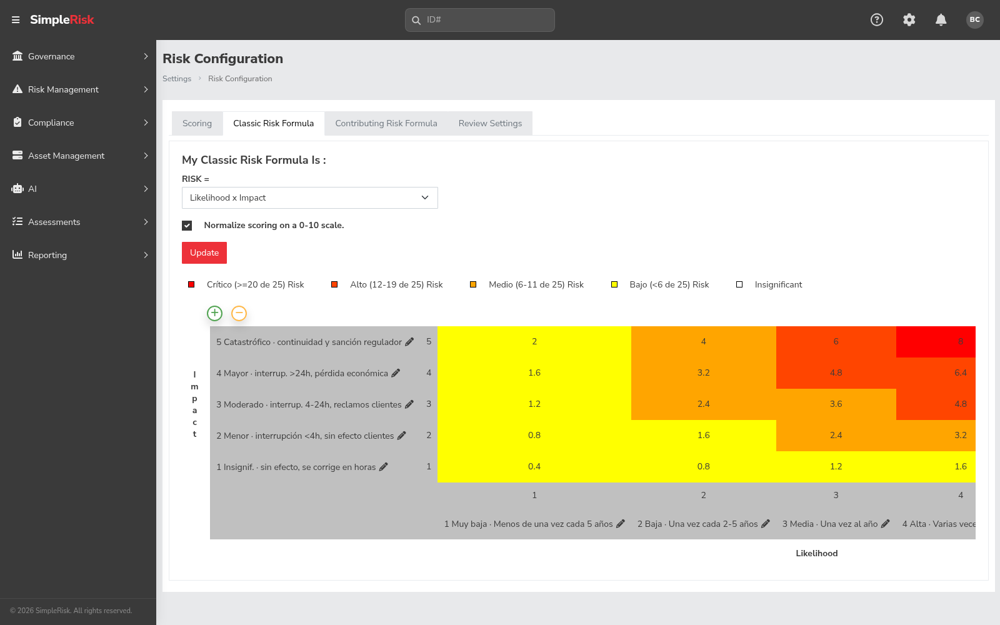 SimpleRisk
ID#
BC
Governance
Risk Management
Compliance
Asset Management
AI
Assessments
Reporting
© 2026 SimpleRisk. All rights reserved.
Risk Configuration
Settings
Risk Configuration
Scoring
Classic Risk Formula
Contributing Risk Formula
Review Settings
My Classic Risk Formula Is :
RISK =
Likelihood x Impact
Normalize scoring on a 0-10 scale.
Update
Crítico (>=20 de 25) Risk
Alto (12-19 de 25) Risk
Medio (6-11 de 25) Risk
Bajo (<6 de 25) Risk
Insignificant
Impact
5 Catastrófico · continuidad y sanción regulador 5 2 4 6 8
4 Mayor · interrup. >24h, pérdida económica 4 1.6 3.2 4.8 6.4
3 Moderado · interrup. 4-24h, reclamos clientes 3 1.2 2.4 3.6 4.8
2 Menor · interrupción <4h, sin efecto clientes 2 0.8 1.6 2.4 3.2
1 Insignif. · sin efecto, se corrige en horas 1 0.4 0.8 1.2 1.6
1 2 3 4
1 Muy baja · Menos de una vez cada 5 años 2 Baja · Una vez cada 2-5 años 3 Media · Una vez al año 4 Alta · Varias vece
Likelihood